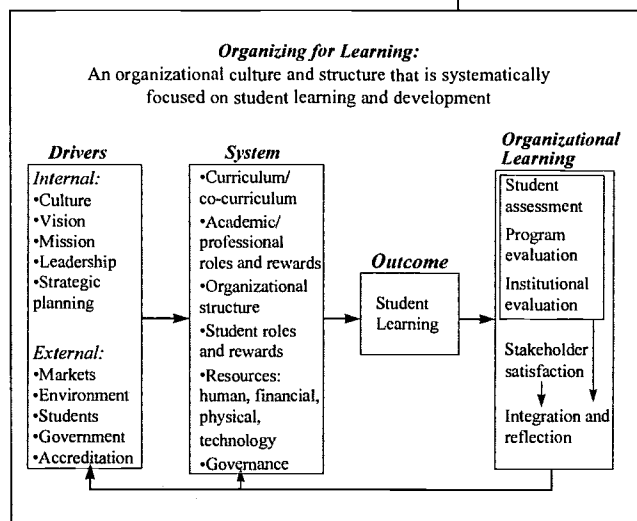 Organizing for Learning:
An organizational culture and structure that is systematically
focused on student learning and development
Drivers
Internal:
•Culture
•Vision
•Mission
•Leadership
•Strategic
planning
External:
•Markets
•Environment
•Students
•Government
•Accreditation
System
•Curriculum/
co-curriculum
•Academic/
professional
roles and rewards
•Organizational
structure
•Student roles
and rewards
•Resources:
human, financial,
physical,
technology
•Governance
Outcome
Student
Learning
Organizational
Learning
Student
assessment
Program
evaluation
Institutional
evaluation
Stakeholder
satisfaction
Integration and
reflection